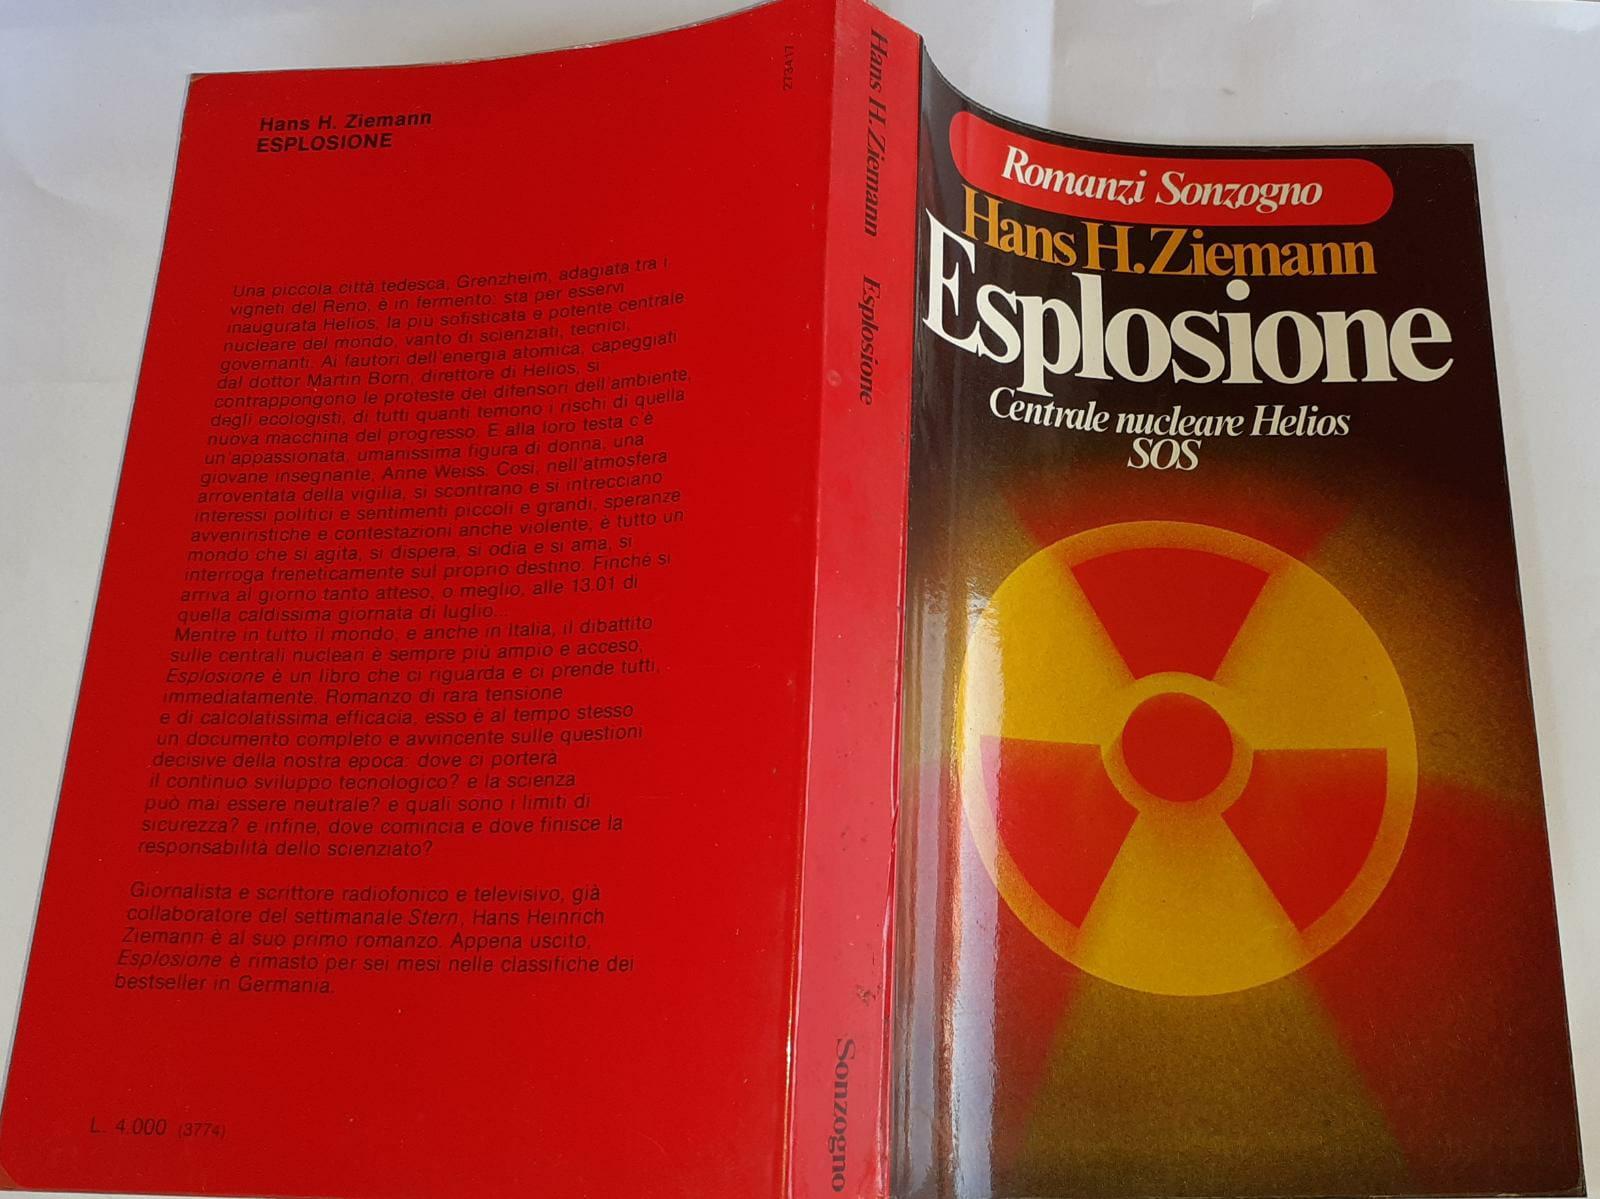 Hans H. Ziemann
ESPLOSIONE
Una piccola città tedesca, Grenzheim, adagiata tra i
vigneti del Reno, è in fermento: sta per esservi
inaugurata Helios, la più sofisticata e potente centrale
nucleare del mondo, vanto di scienziati, tecnici,
governanti. Ai fautori dell'energia atomica, capeggiati
dal dottor Martin Born, direttore di Helios, si
contrappongono le proteste dei difensori dell'ambiente,
degli ecologisti, di tutti quanti temono i rischi di quella
nuova macchina del progresso. E alla loro testa c'è
un'appassionata, umanissima figura di donna, una
giovane insegnante, Anne Weiss. Così, nell'atmosfera
arroventata della vigilia, si scontrano e si intrecciano
interessi politici e sentimenti piccoli e grandi, speranze
avveniristiche e contestazioni anche violente; è tutto un
mondo che si agita, si dispera, si odia e si ama, si
interroga freneticamente sul proprio destino. Finché si
arriva al giorno tanto atteso, o meglio, alle 13.01 di
quella caldissima giornata di luglio...
Mentre in tutto il mondo, e anche in Italia, il dibattito
sulle centrali nucleari è sempre più ampio e acceso,
Esplosione è un libro che ci riguarda e ci prende tutti,
immediatamente. Romanzo di rara tensione
e di calcolatissima efficacia, esso è al tempo stesso
un documento completo e avvincente sulle questioni
decisive della nostra epoca: dove ci porterà
il continuo sviluppo tecnologico? e la scienza
può mai essere neutrale? e quali sono i limiti di
sicurezza? e infine, dove comincia e dove finisce la
responsabilità dello scienziato?
Giornalista e scrittore radiofonico e televisivo, già
collaboratore del settimanale Stern, Hans Heinrich
Ziemann è al suo primo romanzo. Appena uscito,
Esplosione è rimasto per sei mesi nelle classifiche dei
bestseller in Germania.
L. 4.000 (3774)
Hans H. Ziemann Esplosione
Sonzogno
Romanzi Sonzogno
Hans H. Ziemann
Esplosione
Centrale nucleare Helios
SOS